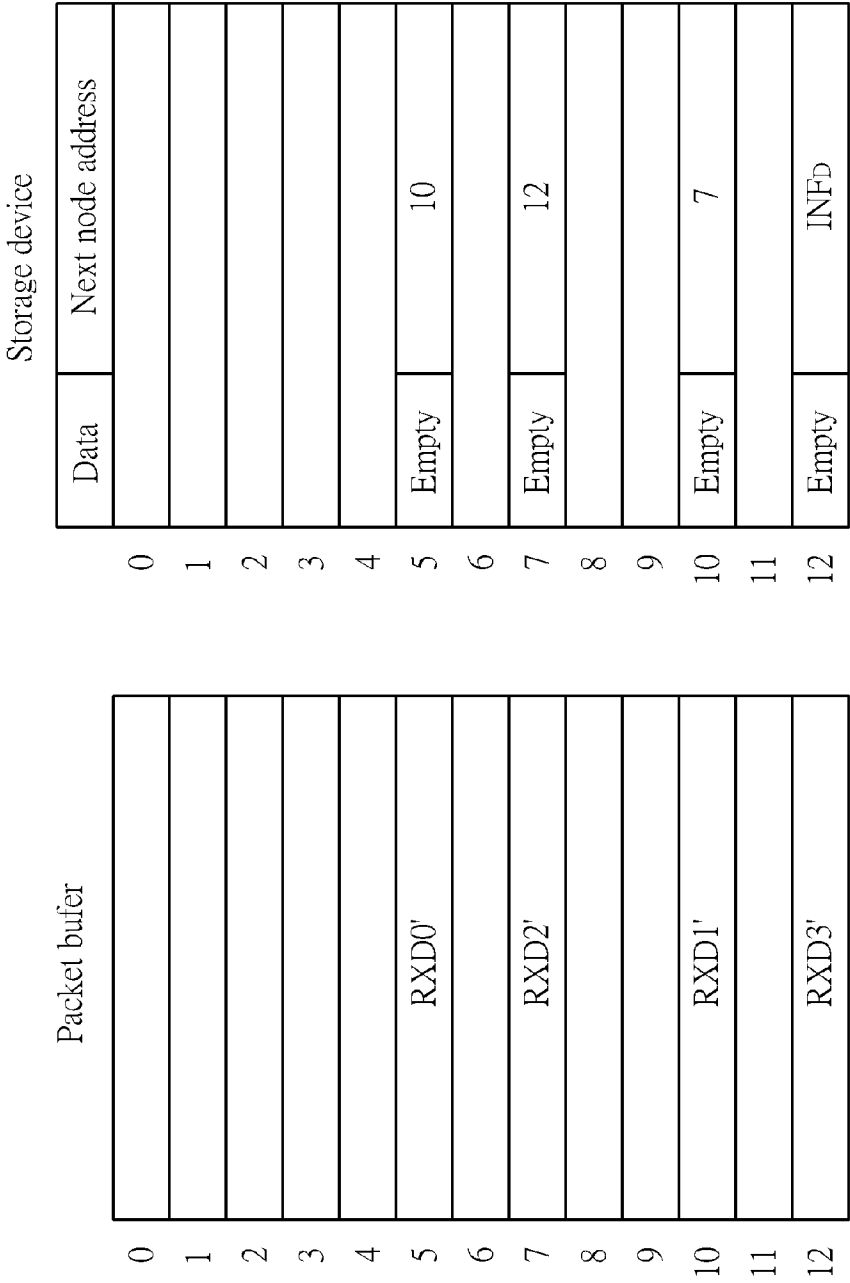 Packet bufer
0
1
2
3
4
5 RXD0'
6
7 RXD2'
8
9
10 RXD1'
11
12 RXD3'
Storage device
Data Next node address
0
1
2
3
4
5 Empty 10
6
7 Empty 12
8
9
10 Empty 7
11
12 Empty INFD